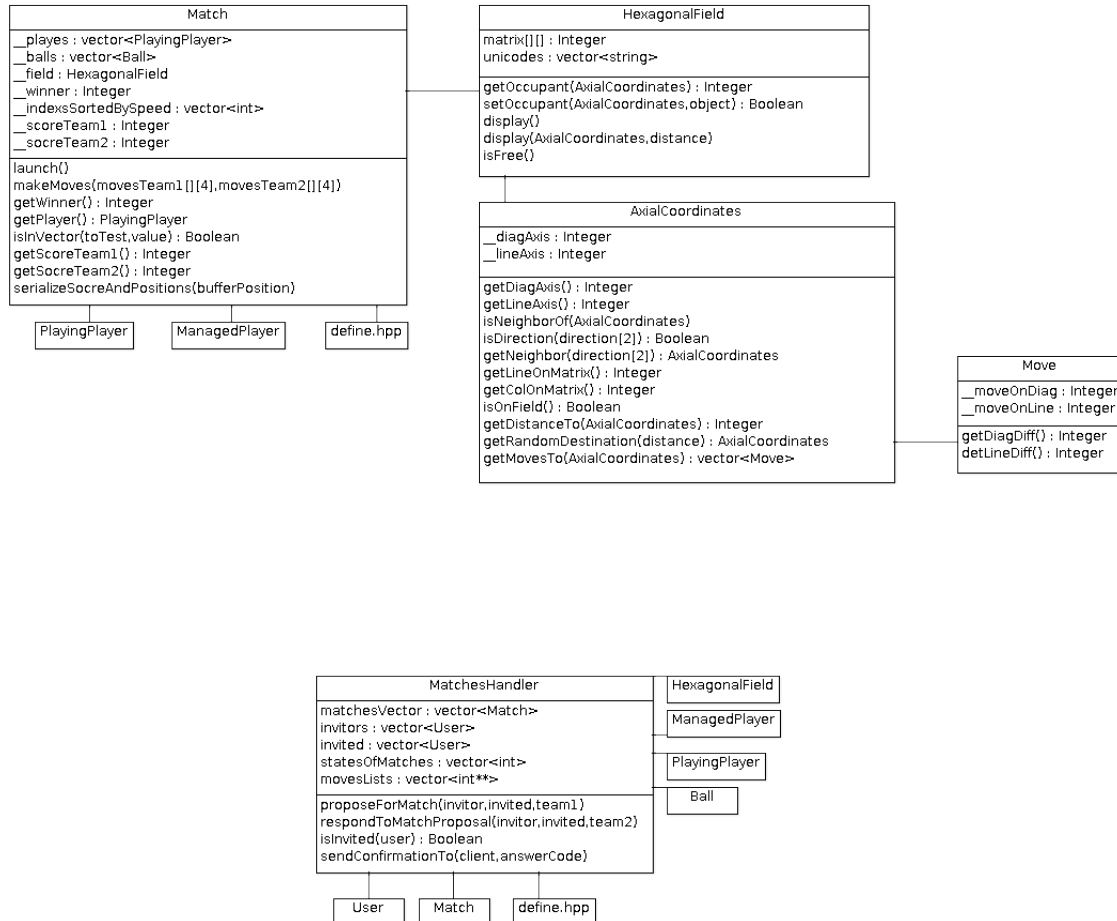 Match
__playes : vector<PlayingPlayer>
__balls : vector<Ball>
__field : HexagonalField
__winner : Integer
__indexsSortedBySpeed : vector<int>
__scoreTeam1 : Integer
__socreTeam2 : Integer
launch()
makeMoves(movesTeam1[][4],movesTeam2[][4])
getWinner() : Integer
getPlayer() : PlayingPlayer
isInVector(toTest,value) : Boolean
getScoreTeam1() : Integer
getSocreTeam2() : Integer
serializeSocreAndPositions(bufferPosition)
PlayingPlayer
ManagedPlayer
define.hpp
HexagonalField
matrix[][] : Integer
unicodes : vector<string>
getOccupant(AxialCoordinates) : Integer
setOccupant(AxialCoordinates,object) : Boolean
display()
display(AxialCoordinates,distance)
isFree()
AxialCoordinates
__diagAxis : Integer
__lineAxis : Integer
getDiagAxis() : Integer
getLineAxis() : Integer
isNeighborOf(AxialCoordinates)
isDirection(direction[2]) : Boolean
getNeighbor(direction[2]) : AxialCoordinates
getLineOnMatrix() : Integer
getColOnMatrix() : Integer
isOnField() : Boolean
getDistanceTo(AxialCoordinates) : Integer
getRandomDestination(distance) : AxialCoordinates
getMovesTo(AxialCoordinates) : vector<Move>
Move
__moveOnDiag : Integer
__moveOnLine : Integer
getDiagDiff() : Integer
detLineDiff() : Integer
MatchesHandler
matchesVector : vector<Match>
invitors : vector<User>
invited : vector<User>
statesOfMatches : vector<int>
movesLists : vector<int**>
proposeForMatch(invitor,invited,team1)
respondToMatchProposal(invitor,invited,team2)
isInvited(user) : Boolean
sendConfirmationTo(client,answerCode)
HexagonalField
ManagedPlayer
PlayingPlayer
Ball
User
Match
define.hpp